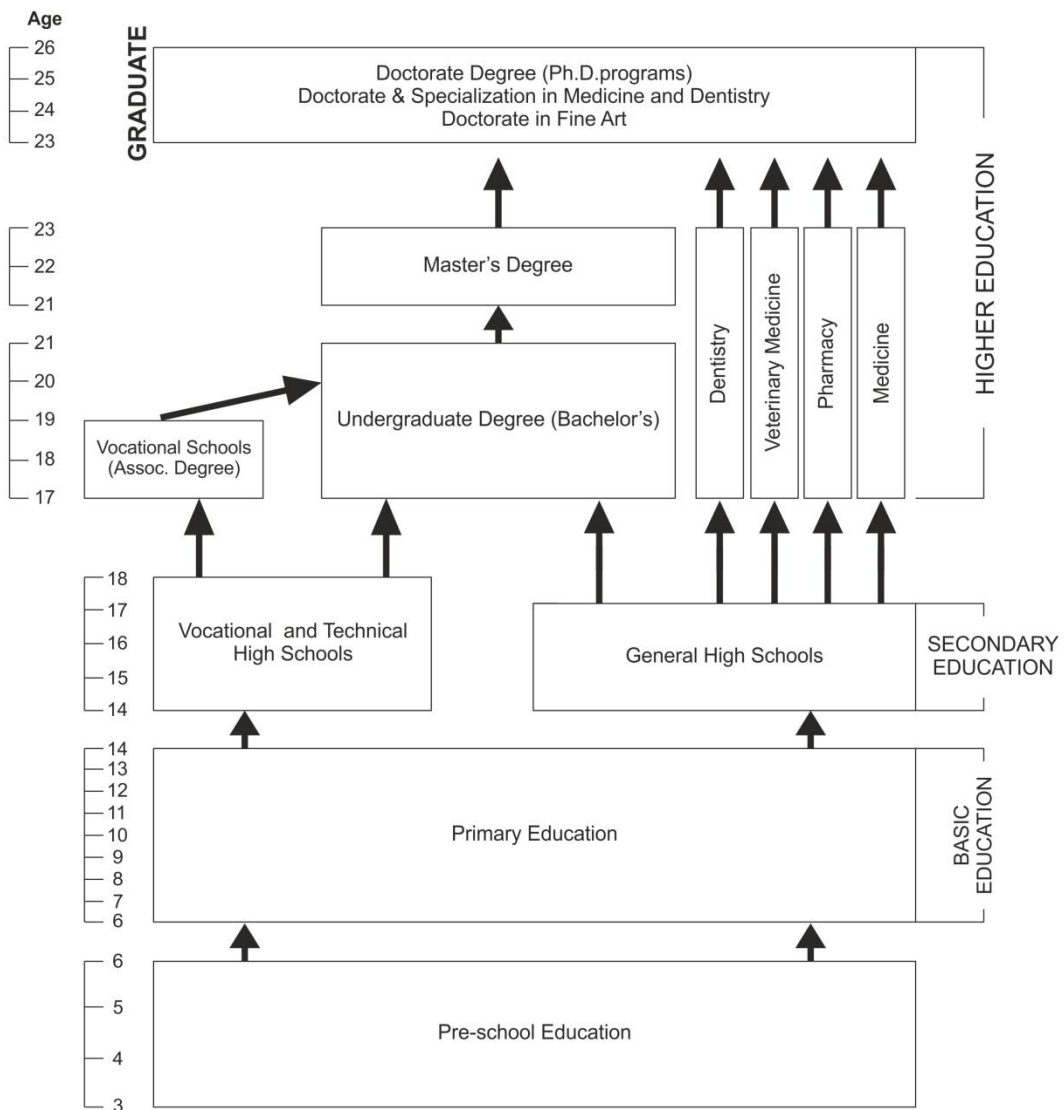 Age
26
25
24
23
GRADUATE
Doctorate Degree (Ph.D.programs)
Doctorate & Specialization in Medicine and Dentistry
Doctorate in Fine Art
HIGHER EDUCATION
23
22
21
Master's Degree
21
20
19
18
17
Undergraduate Degree (Bachelor's)
Vocational Schools
(Assoc. Degree)
Dentistry
Veterinary Medicine
Pharmacy
Medicine
18
17
16
15
14
Vocational and Technical
High Schools
General High Schools
SECONDARY
EDUCATION
14
13
12
11
10
9
8
7
6
Primary Education
BASIC
EDUCATION
6
5
4
3
Pre-school Education